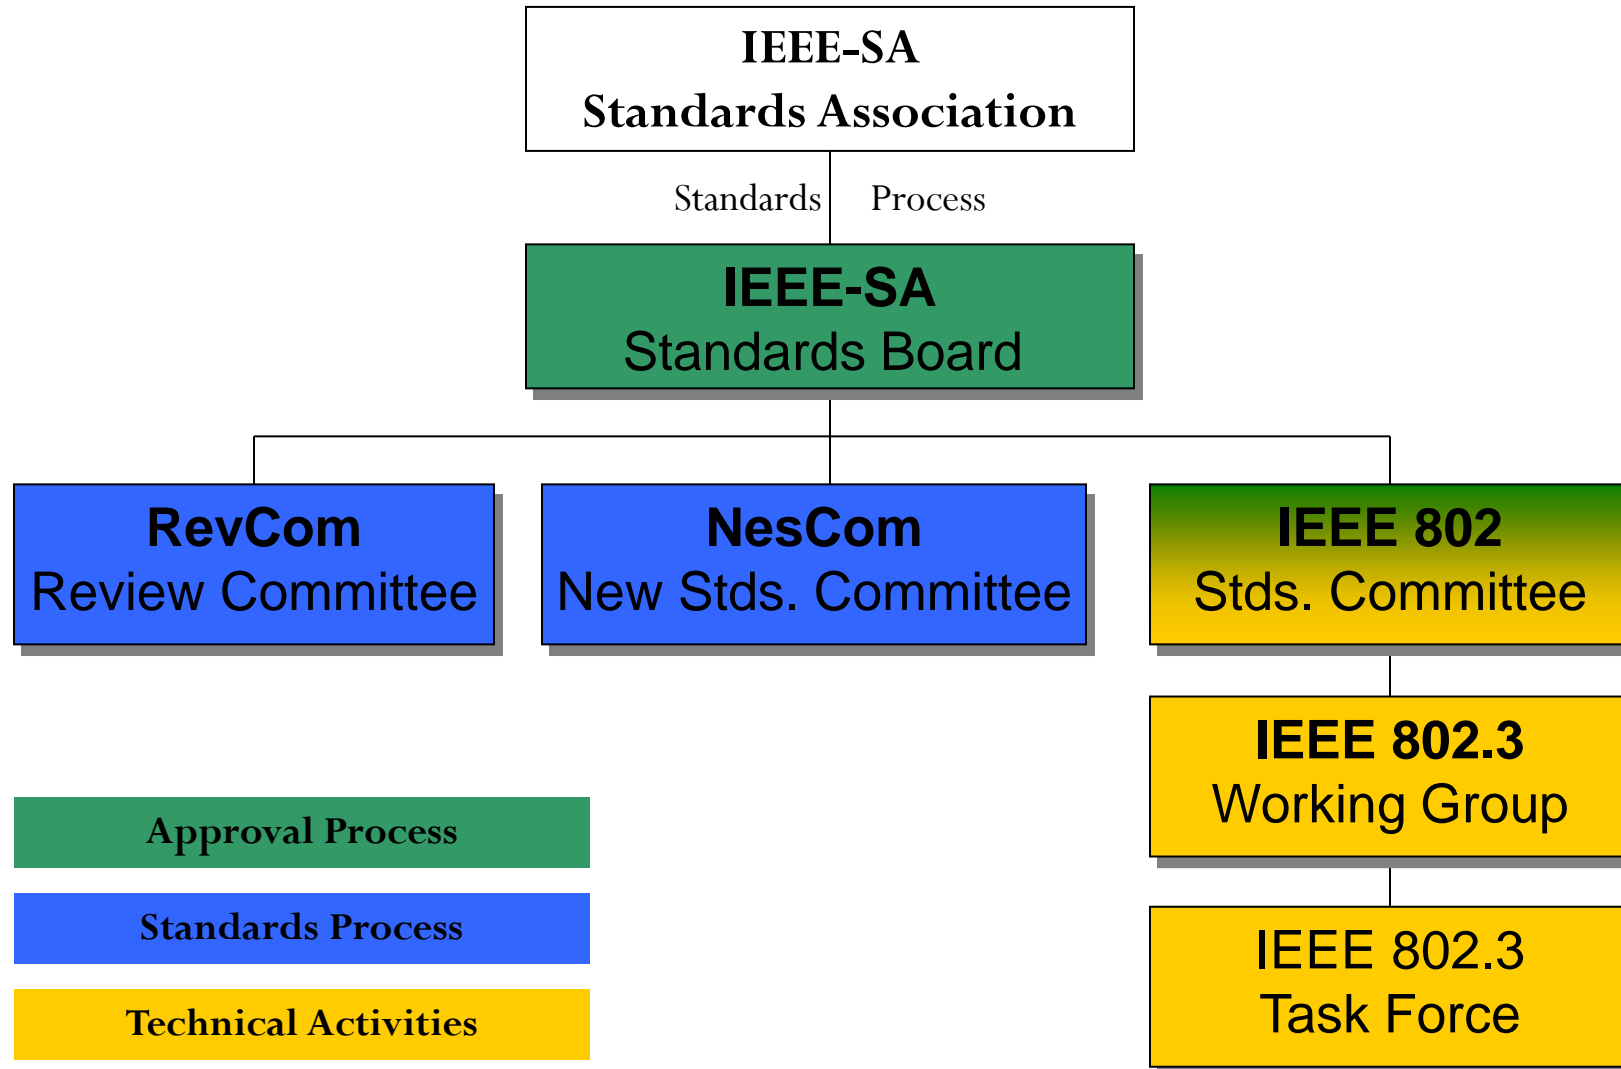 IEEE-SA
Standards Association
Standards Process
IEEE-SA
Standards Board
RevCom
Review Committee
NesCom
New Stds. Committee
IEEE 802
Stds. Committee
IEEE 802.3
Working Group
IEEE 802.3
Task Force
Approval Process
Standards Process
Technical Activities